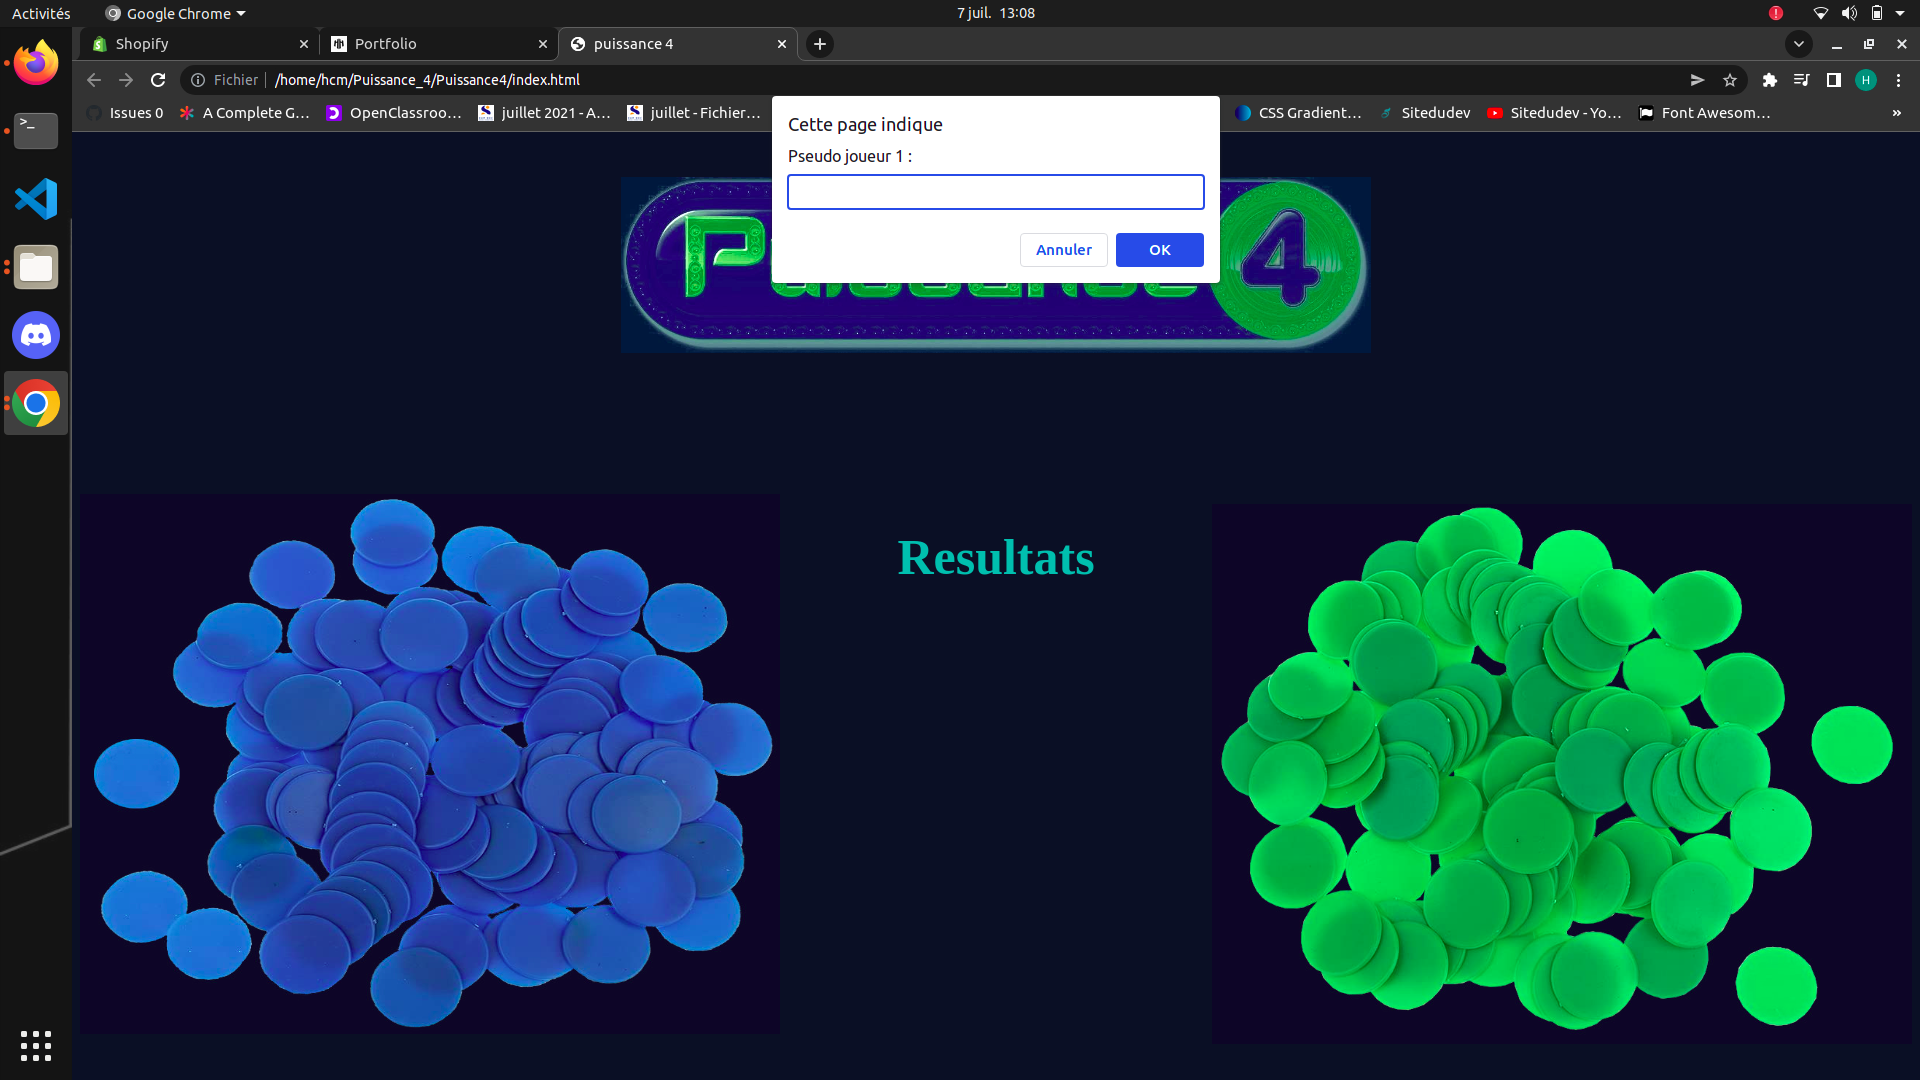 Activités
Google Chrome
7 juil. 13:08
Shopify
Portfolio
puissance 4
Fichier
/home/hcm/Puissance_4/Puissance4/index.html
H
Issues 0
A Complete G…
OpenClassroo…
juillet 2021 - A…
juillet - Fichier…
CSS Gradient…
Sitedudev
Sitedudev - Yo…
Font Awesom…
»
Cette page indique
Pseudo joueur 1 :
Annuler
OK
4
Resultats